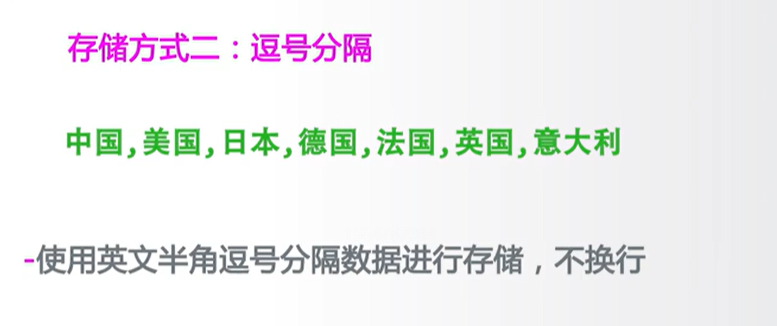 存储方式二：逗号分隔
中国,美国,日本,德国,法国,英国,意大利
-使用英文半角逗号分隔数据进行存储，不换行